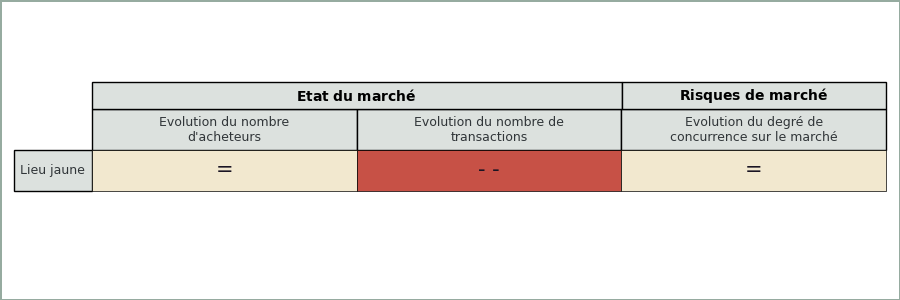 Etat du marché
Risques de marché
Evolution du nombre
d'acheteurs
Evolution du nombre de
transactions
Evolution du degré de
concurrence sur le marché
Lieu jaune
=
- -
=